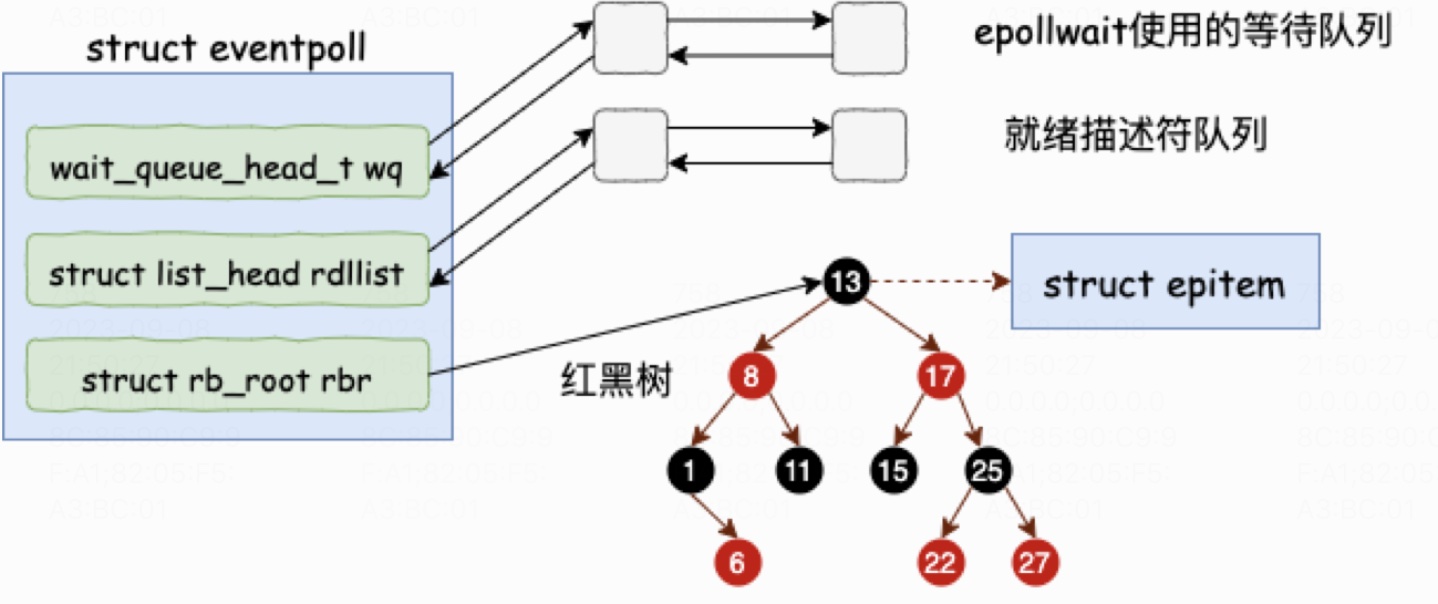 struct eventpoll
epollwait使用的等待队列
wait_queue_head_t wq
就绪描述符队列
struct list_head rdllist
13
struct epitem
struct rb_root rbr
红黑树
8
17
1
11
15
25
6
22
27